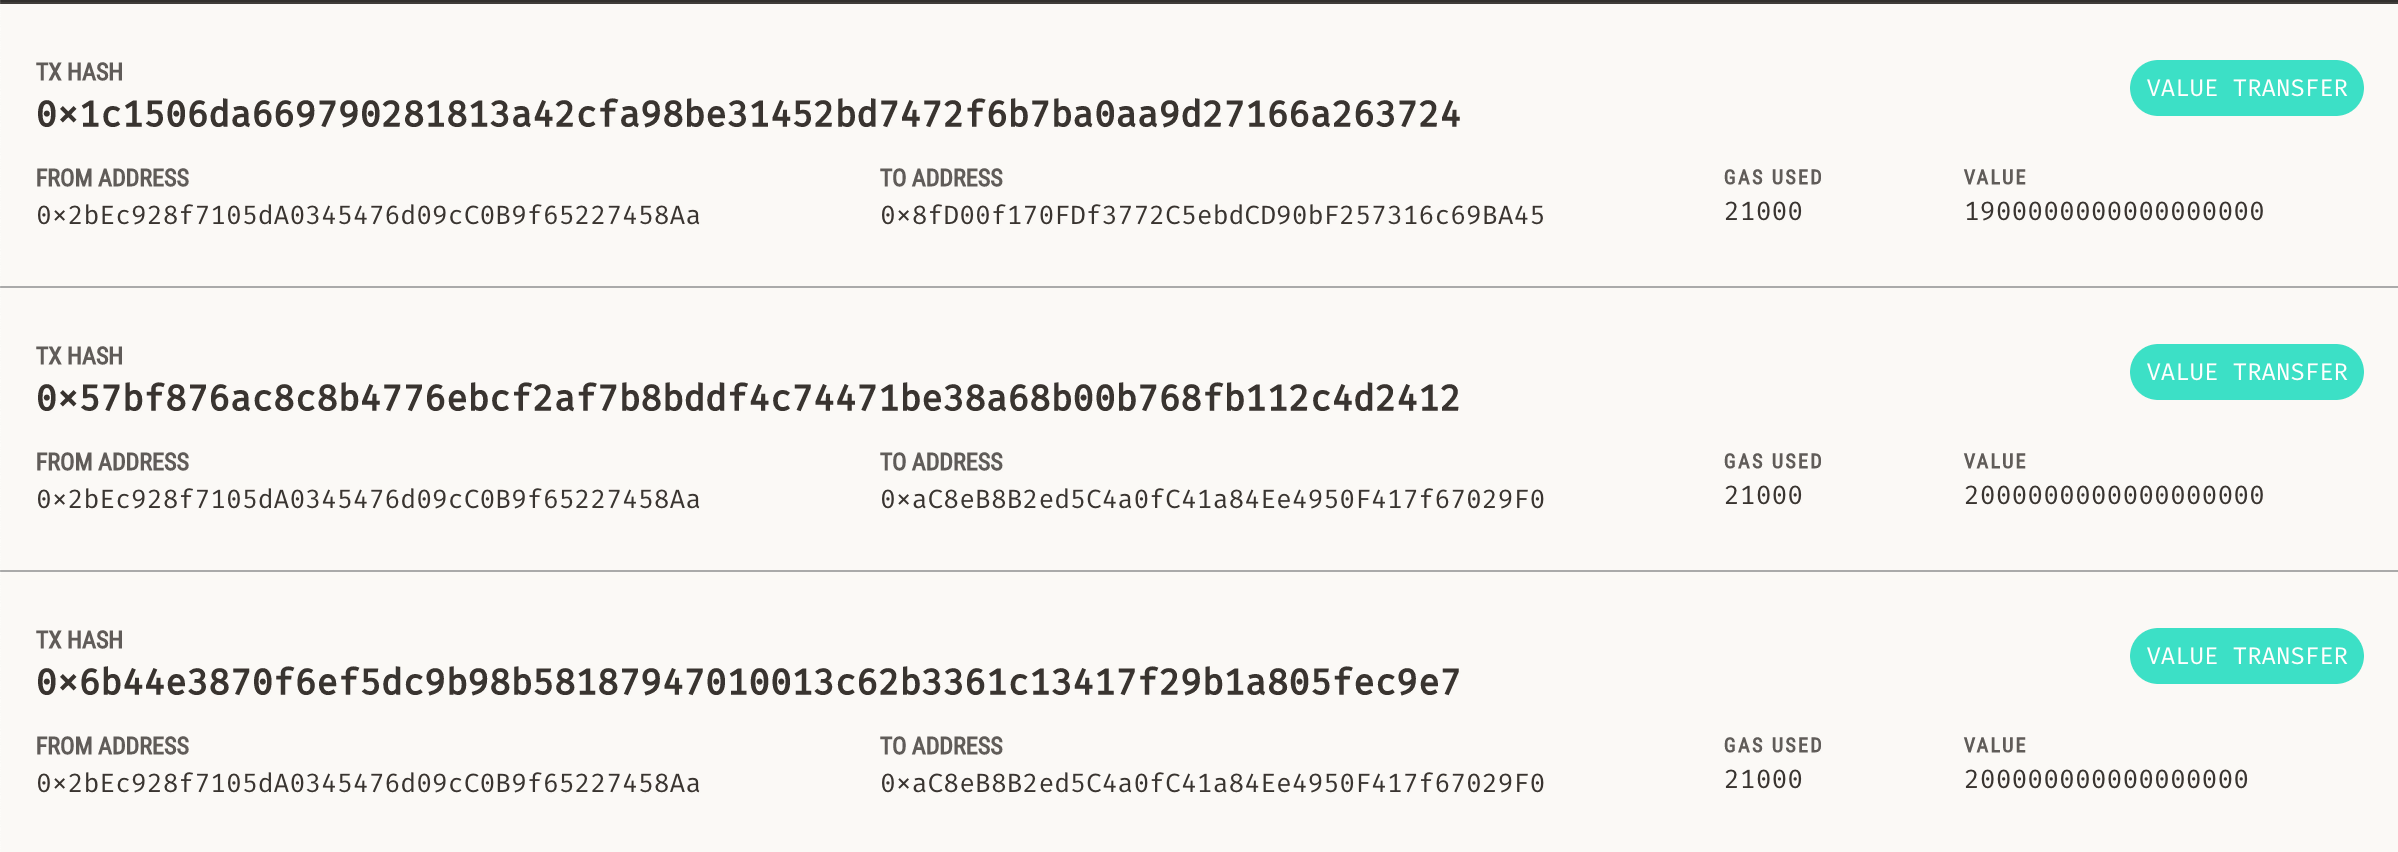 TX HASH
0×1c1506da669790281813a42cfa98be31452bd7472f6b7ba0aa9d27166a263724
VALUE TRANSFER
FROM ADDRESS
0×2bEc928f7105dA0345476d09cC0B9f65227458Aa
TO ADDRESS
0×8fD00f170FDf3772C5ebdCD90bF257316c69BA45
GAS USED
21000
VALUE
1900000000000000000
TX HASH
0×57bf876ac8c8b4776ebcf2af7b8bddf4c74471be38a68b00b768fb112c4d2412
VALUE TRANSFER
FROM ADDRESS
0×2bEc928f7105dA0345476d09cC0B9f65227458Aa
TO ADDRESS
0×aC8eB8B2ed5C4a0fC41a84Ee4950F417f67029F0
GAS USED
21000
VALUE
2000000000000000000
TX HASH
0×6b44e3870f6ef5dc9b98b58187947010013c62b3361c13417f29b1a805fec9e7
VALUE TRANSFER
FROM ADDRESS
0×2bEc928f7105dA0345476d09cC0B9f65227458Aa
TO ADDRESS
0×aC8eB8B2ed5C4a0fC41a84Ee4950F417f67029F0
GAS USED
21000
VALUE
200000000000000000